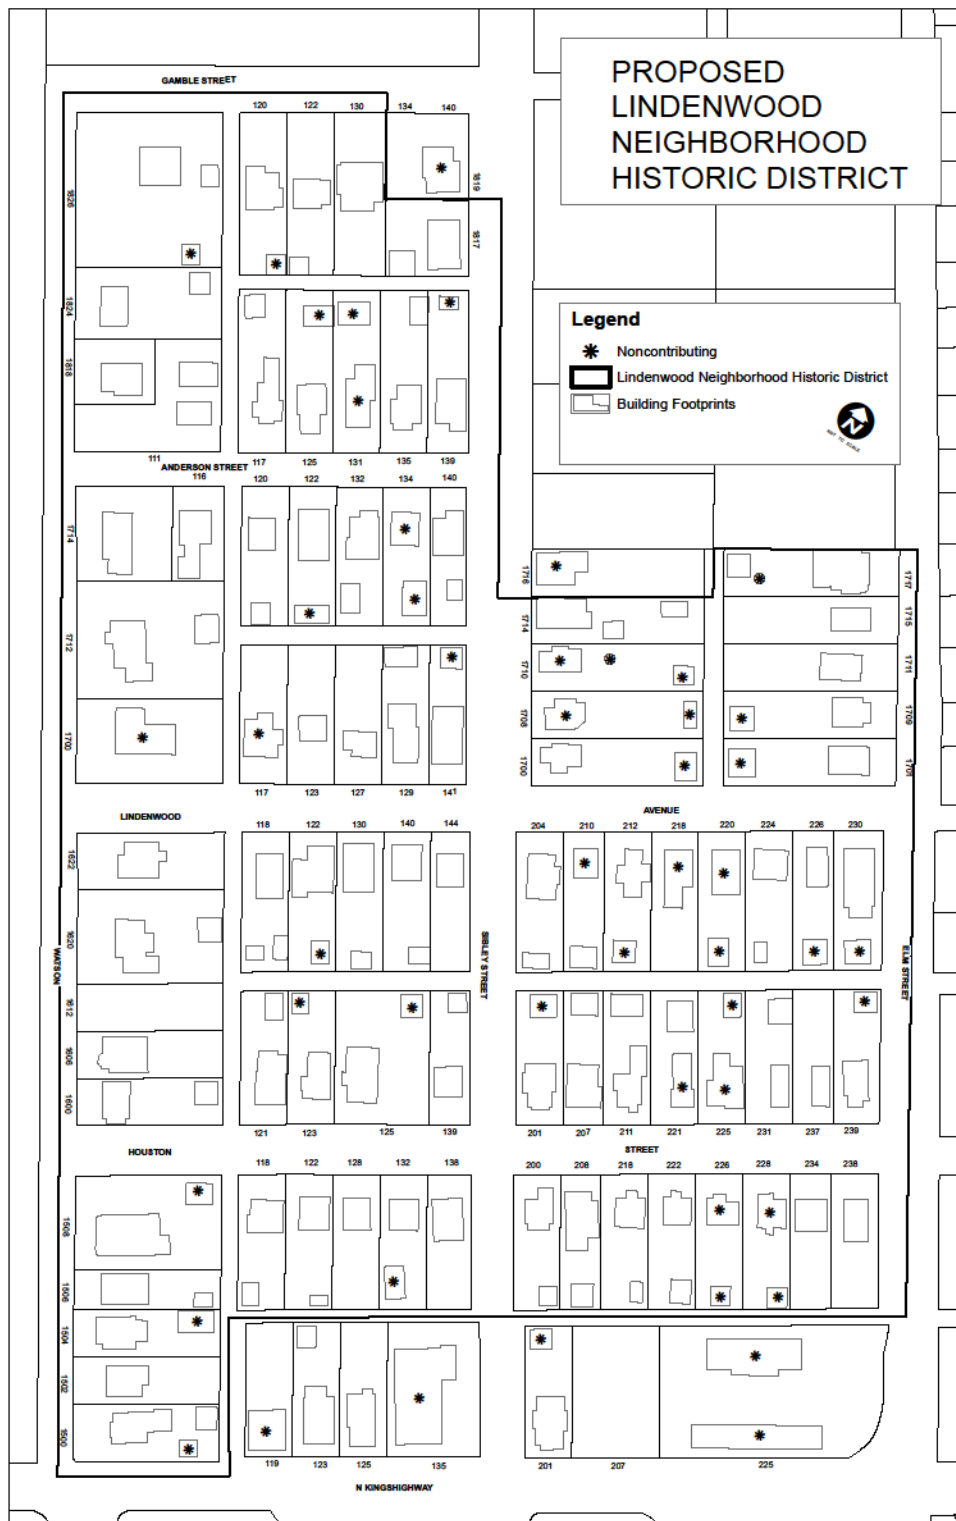 PROPOSED
LINDENWOOD
NEIGHBORHOOD
HISTORIC DISTRICT
GAMBLE STREET
120 122 130 134 140
1826
1819
1817
1824
1818
Legend
Noncontributing
Lindenwood Neighborhood Historic District
Building Footprints
N
NOT TO SCALE
111
117 125 131 135 139
ANDERSON STREET
116 120 122 132 134 140
1714
1712
1700
1716
1714
1710
1708
1700
1717
1715
1711
1709
1701
117 123 127 129 141
LINDENWOOD
AVENUE
118 122 130 140 144
204 210 212 218 220 224 226 230
1622
1620
1612
1606
1600
WATSON
SIBLEY STREET
ELM STREET
121 123 125 139
201 207 211 221 225 231 237 239
HOUSTON
STREET
118 122 128 132 138
200 208 218 222 226 228 234 238
1508
1506
1504
1502
1500
119 123 125 135
201 207 225
N KINGSHIGHWAY